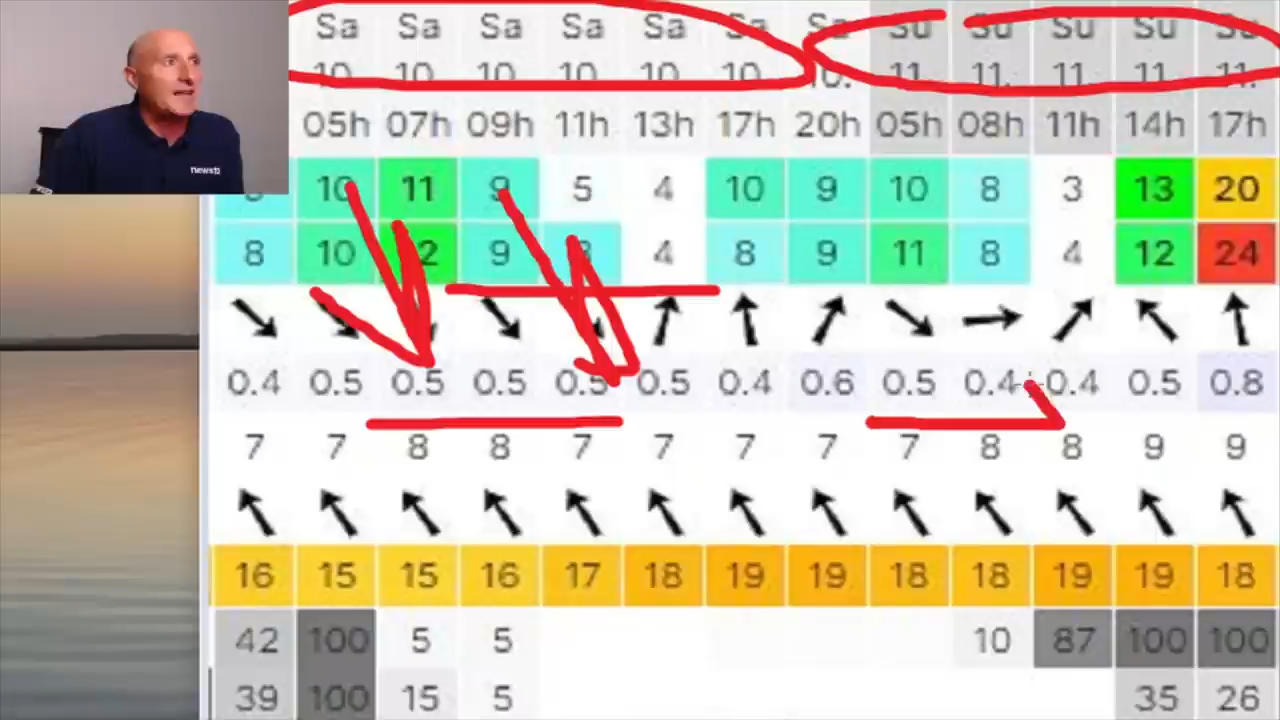 Sa Sa Sa Sa Sa Sa Sa Su Su Su Su Su
10. 10. 10. 10. 10. 10. 10. 11. 11. 11. 11. 11.
05h 07h 09h 11h 13h 17h 20h 05h 08h 11h 14h 17h
10 11 9 5 4 10 9 10 8 3 13 20
8 10 9 4 8 9 11 8 4 12 24
0.4 0.5 0.5 0.5 0.5 0.5 0.4 0.6 0.5 0.4 0.4 0.5 0.8
7 7 8 8 7 7 7 7 7 8 8 9 9
16 15 15 16 17 18 19 19 18 18 19 19 18
42 100 5 5 10 87 100 100
39 100 15 5 35 26